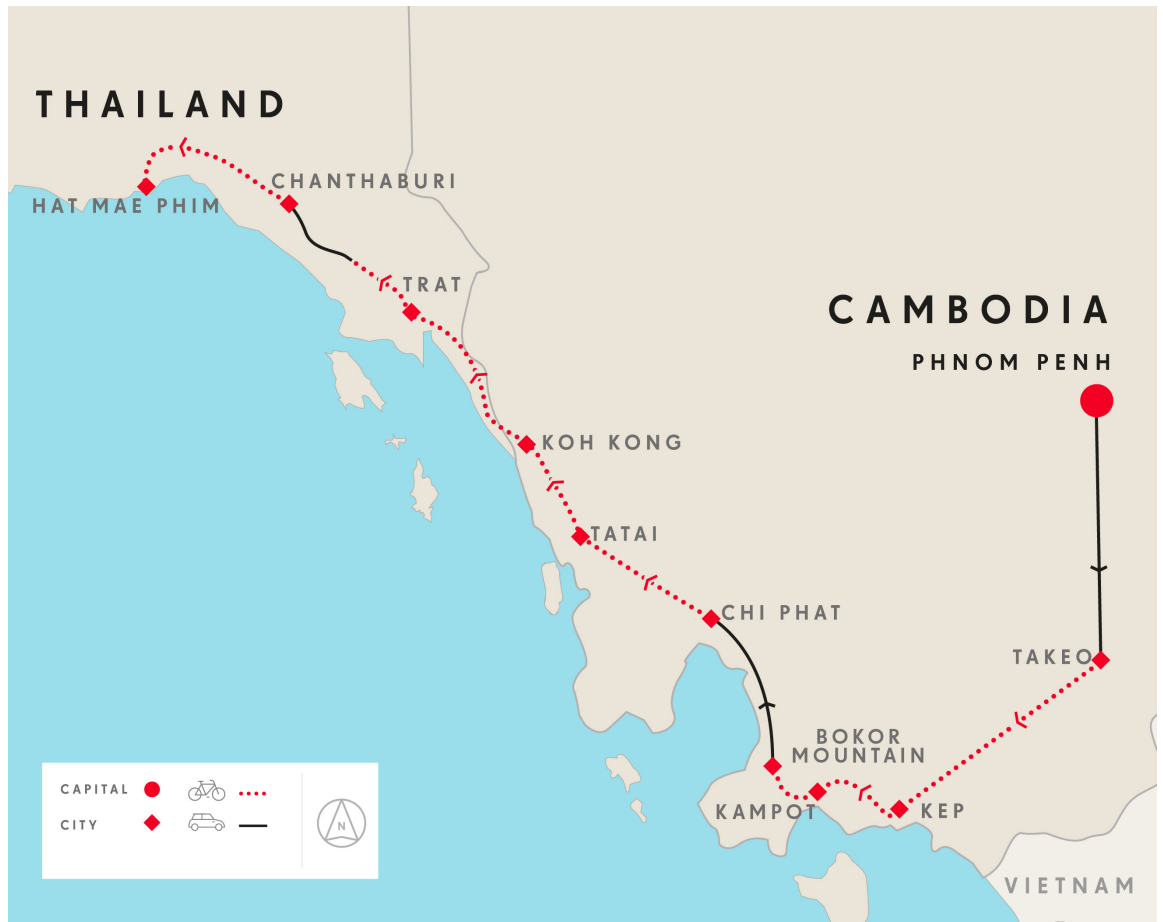 THAILAND
CHANTHABURI
HAT MAE PHIM
TRAT
CAMBODIA
PHNOM PENH
KOH KONG
TATAI
CHI PHAT
TAKEO
BOKOR
MOUNTAIN
KAMPOT
KEP
CAPITAL
CITY
N
VIETNAM